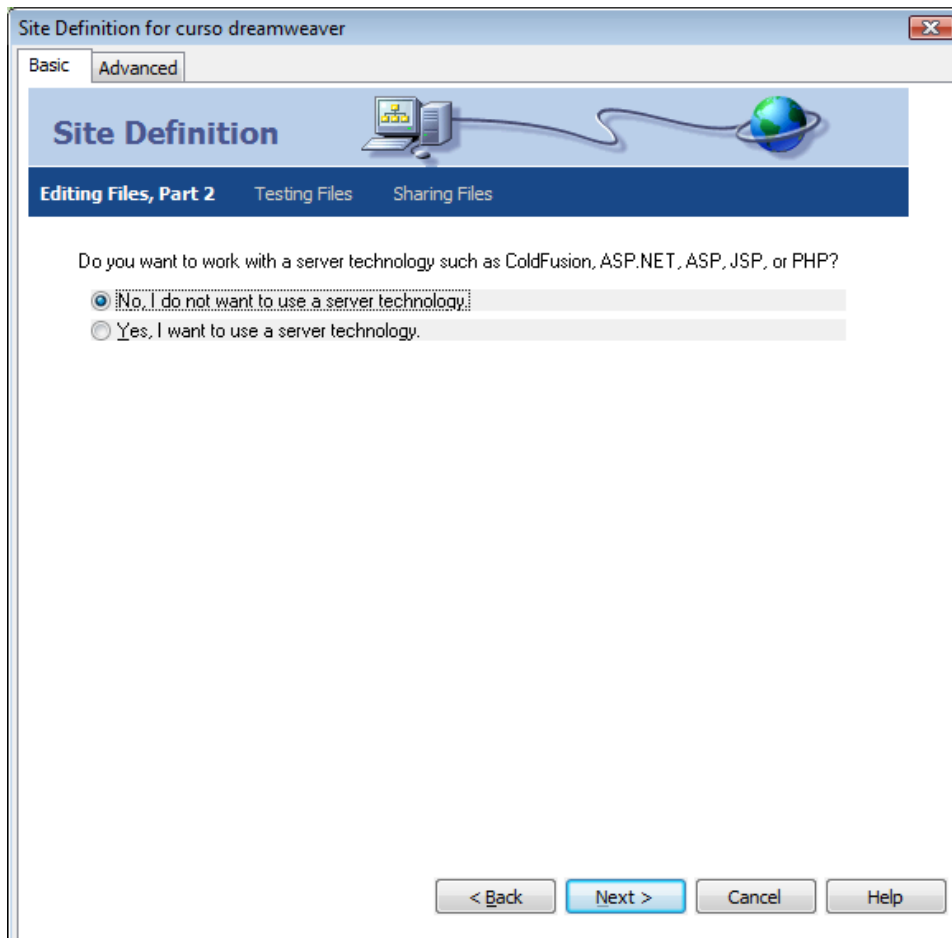 Site Definition for curso dreamweaver
Basic Advanced
Site Definition
Editing Files, Part 2 Testing Files Sharing Files
Do you want to work with a server technology such as ColdFusion, ASP.NET, ASP, JSP, or PHP?
No, I do not want to use a server technology.
Yes, I want to use a server technology.
< Back Next > Cancel Help